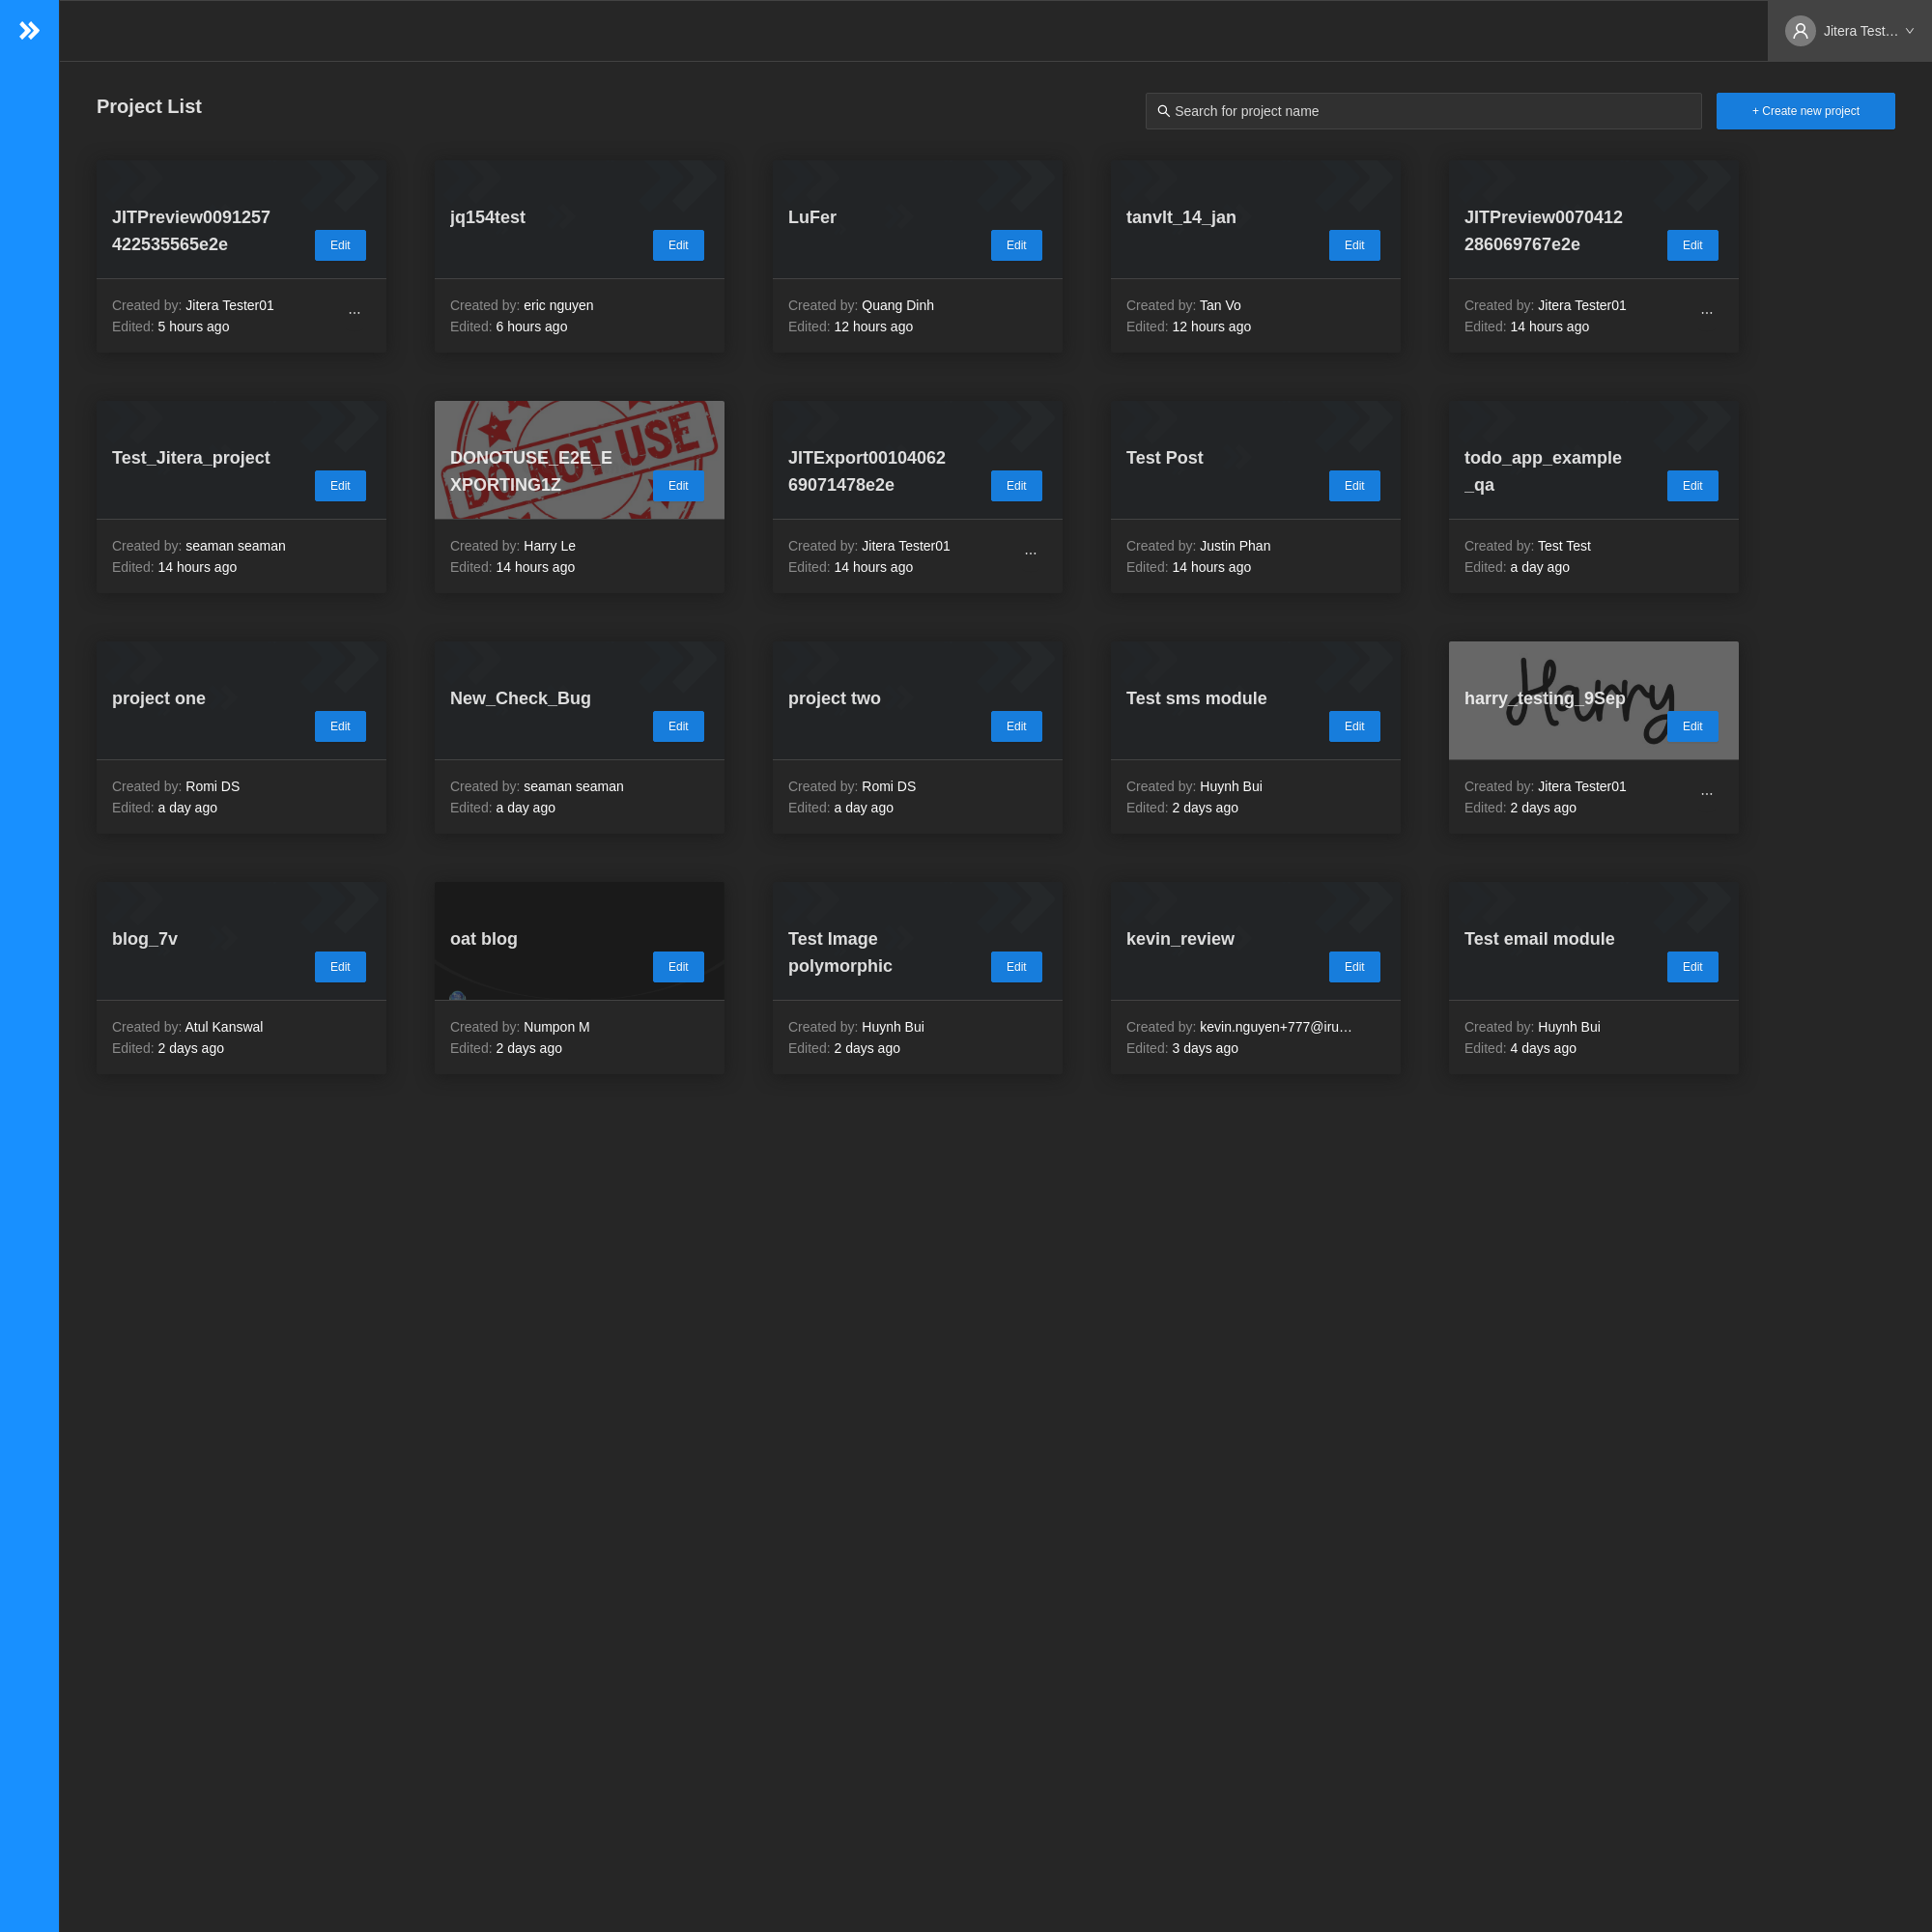 Jitera Test…
Project List
Search for project name
+ Create new project
JITPreview0091257
422535565e2e
Edit
Created by: Jitera Tester01
...
Edited: 5 hours ago
jq154test
Edit
Created by: eric nguyen
Edited: 6 hours ago
LuFer
Edit
Created by: Quang Dinh
Edited: 12 hours ago
tanvlt_14_jan
Edit
Created by: Tan Vo
Edited: 12 hours ago
JITPreview0070412
286069767e2e
Edit
Created by: Jitera Tester01
...
Edited: 14 hours ago
Test_Jitera_project
Edit
Created by: seaman seaman
Edited: 14 hours ago
DO NOT USE
DONOTUSE_E2E_E
XPORTING1Z
Edit
Created by: Harry Le
Edited: 14 hours ago
JITExport00104062
69071478e2e
Edit
Created by: Jitera Tester01
...
Edited: 14 hours ago
Test Post
Edit
Created by: Justin Phan
Edited: 14 hours ago
todo_app_example
_qa
Edit
Created by: Test Test
Edited: a day ago
project one
Edit
Created by: Romi DS
Edited: a day ago
New_Check_Bug
Edit
Created by: seaman seaman
Edited: a day ago
project two
Edit
Created by: Romi DS
Edited: a day ago
Test sms module
Edit
Created by: Huynh Bui
Edited: 2 days ago
Harry
harry_testing_9Sep
Edit
Created by: Jitera Tester01
...
Edited: 2 days ago
blog_7v
Edit
Created by: Atul Kanswal
Edited: 2 days ago
oat blog
Edit
Created by: Numpon M
Edited: 2 days ago
Test Image
polymorphic
Edit
Created by: Huynh Bui
Edited: 2 days ago
kevin_review
Edit
Created by: kevin.nguyen+777@iru…
Edited: 3 days ago
Test email module
Edit
Created by: Huynh Bui
Edited: 4 days ago